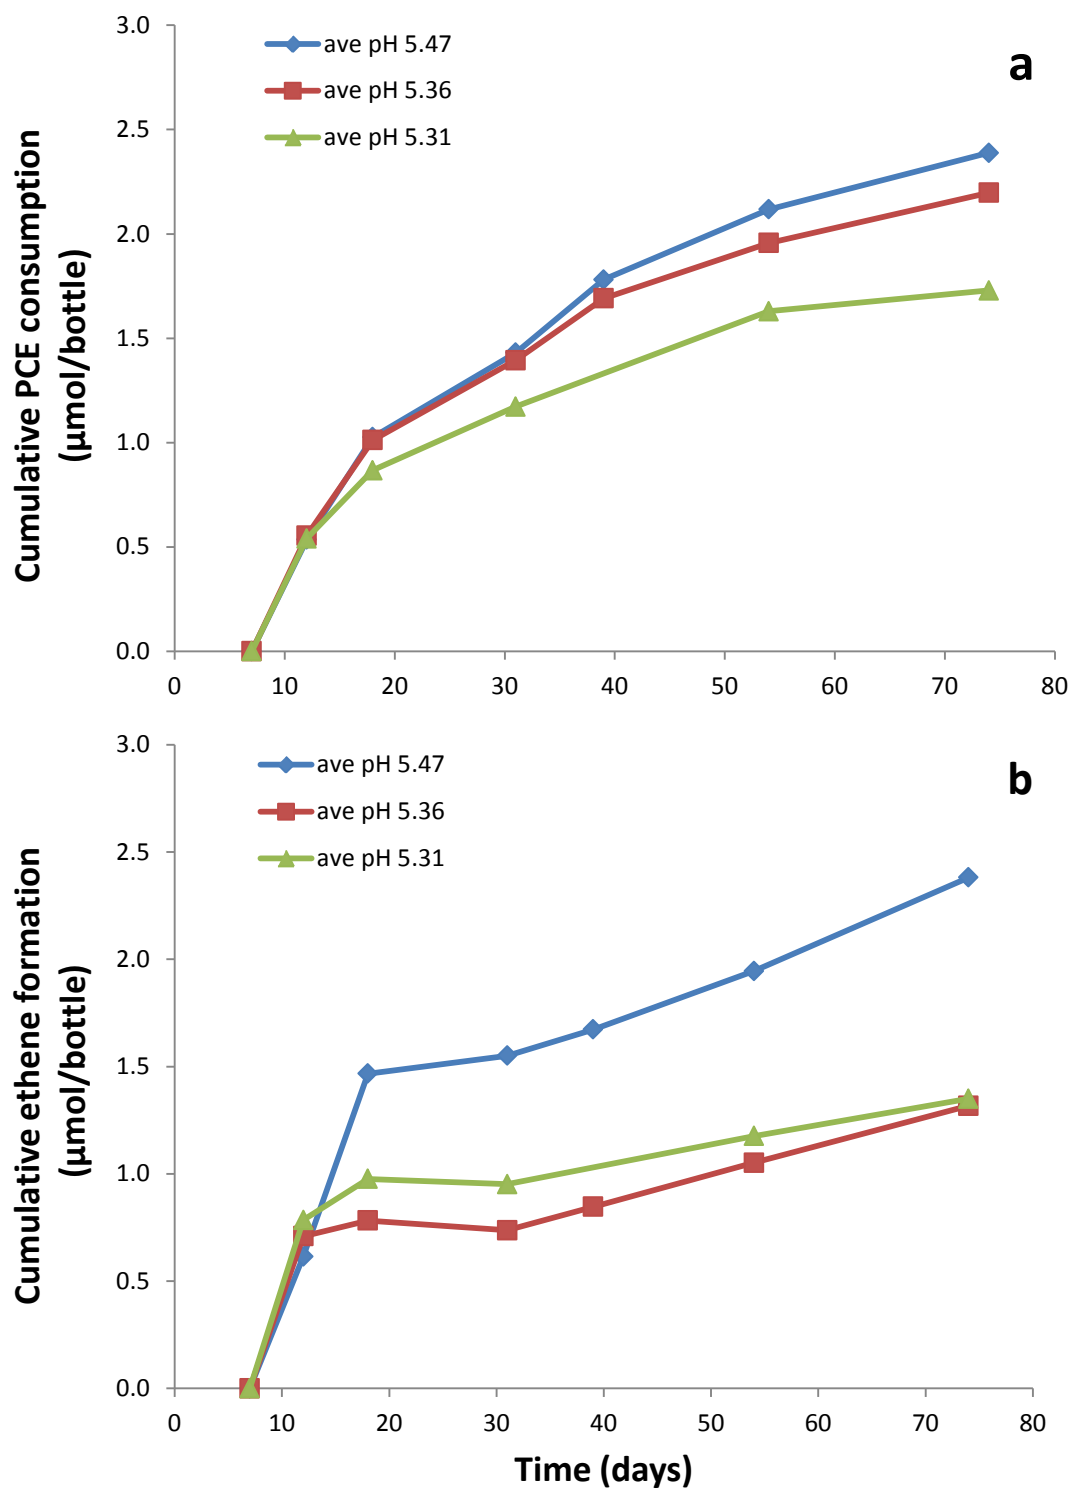 3.0
2.5
2.0
1.5
1.0
0.5
0.0
0 10 20 30 40 50 60 70 80
Cumulative PCE consumption
(µmol/bottle)
ave pH 5.47
ave pH 5.36
ave pH 5.31
a
3.0
2.5
2.0
1.5
1.0
0.5
0.0
0 10 20 30 40 50 60 70 80
Cumulative ethene formation
(µmol/bottle)
ave pH 5.47
ave pH 5.36
ave pH 5.31
b
Time (days)